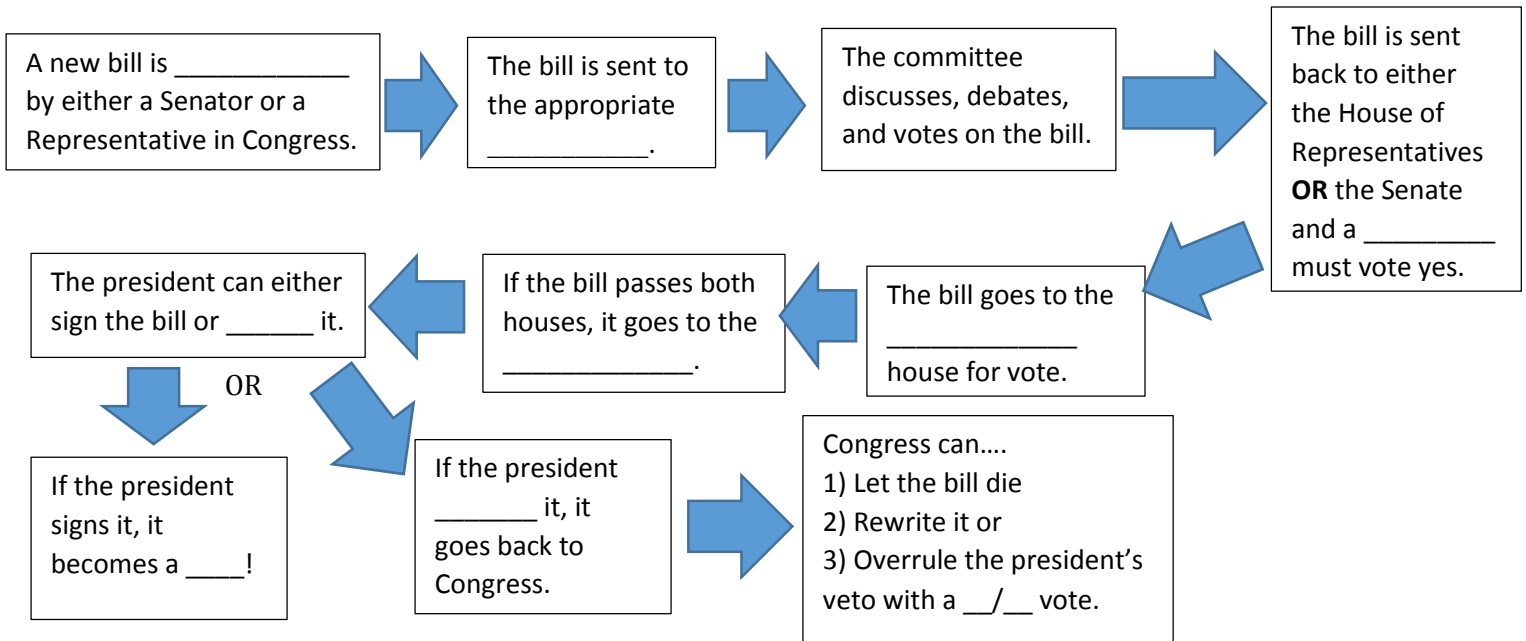 A new bill is ____________
by either a Senator or a
Representative in Congress.
The bill is sent to
the appropriate
___________.
The committee
discusses, debates,
and votes on the bill.
The bill is sent
back to either
the House of
Representatives
OR the Senate
and a _________
must vote yes.
The bill goes to the
_____________
house for vote.
If the bill passes both
houses, it goes to the
_____________.
The president can either
sign the bill or ______ it.
OR
If the president
signs it, it
becomes a ____!
If the president
_______ it, it
goes back to
Congress.
Congress can....
1) Let the bill die
2) Rewrite it or
3) Overrule the president’s
veto with a __/__ vote.